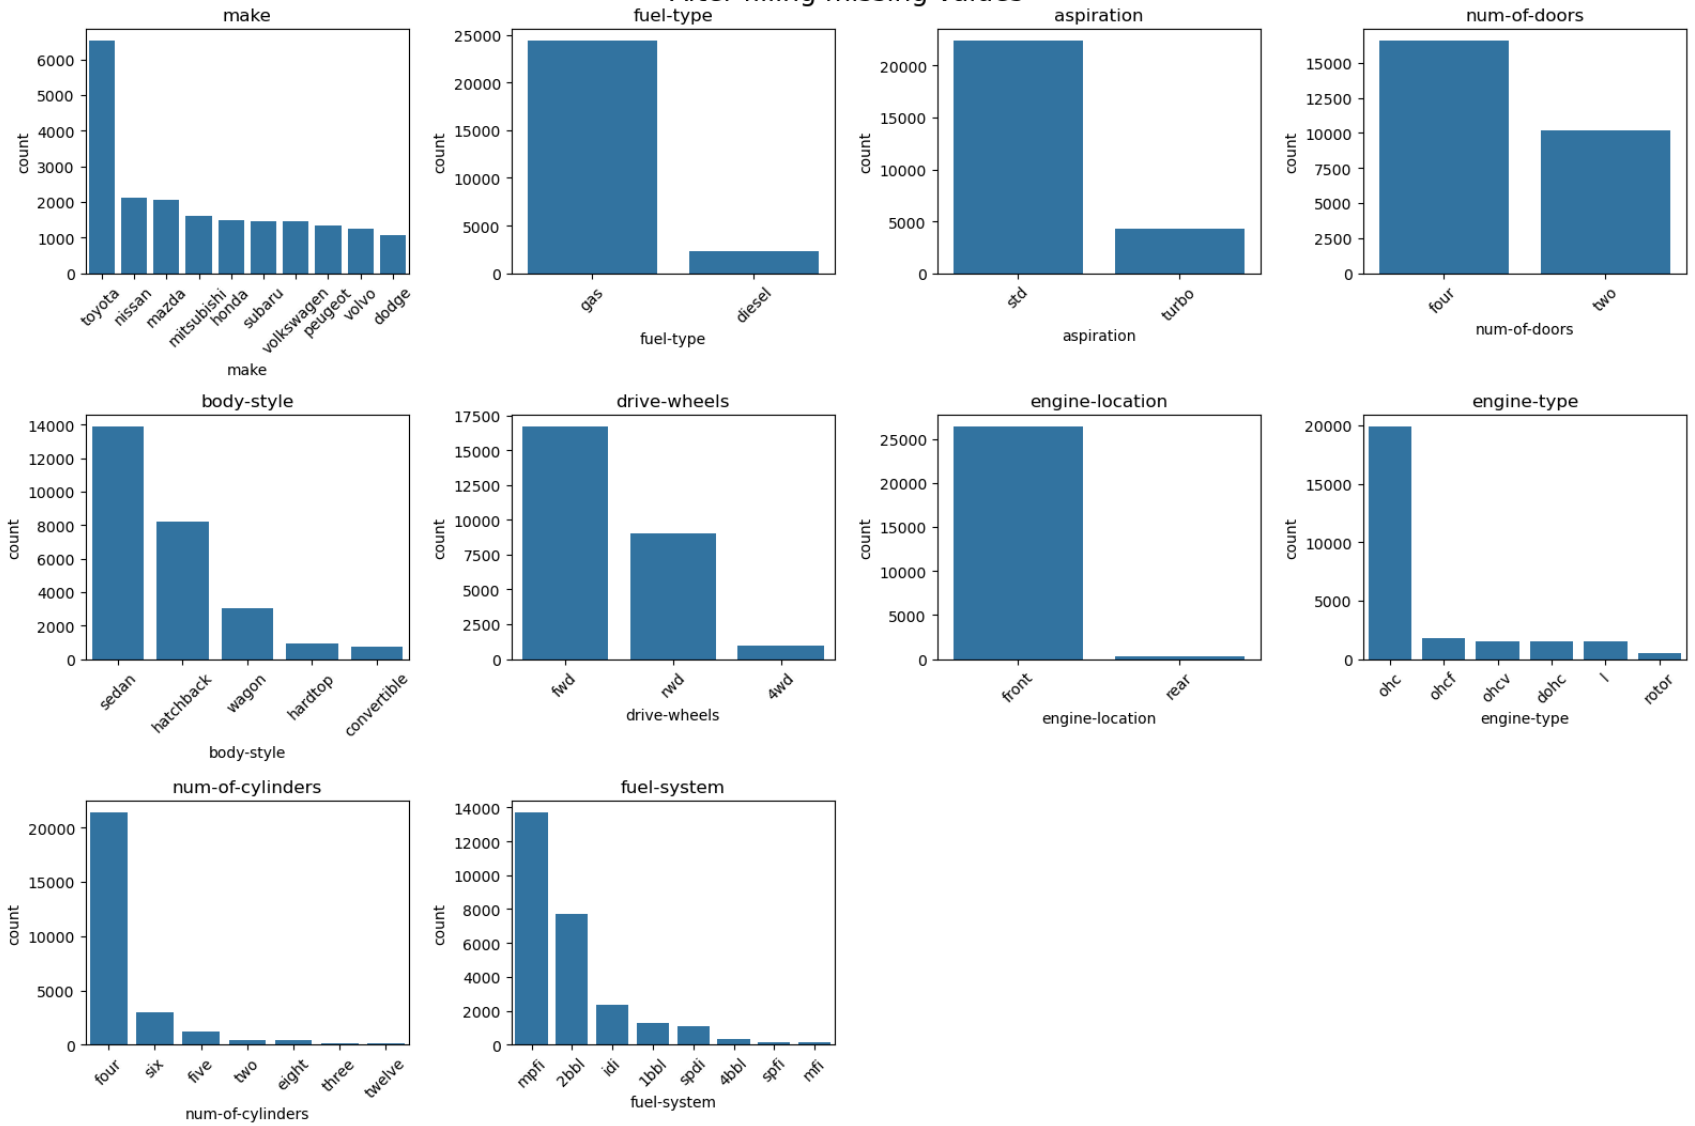 After filling missing values
make
fuel-type
aspiration
num-of-doors
count
6000
5000
4000
3000
2000
1000
0
toyota
nissan
mazda
mitsubishi
honda
subaru
volkswagen
peugeot
volvo
dodge
make
count
25000
20000
15000
10000
5000
0
gas
diesel
fuel-type
count
20000
15000
10000
5000
0
std
turbo
aspiration
count
15000
12500
10000
7500
5000
2500
0
four
two
num-of-doors
body-style
drive-wheels
engine-location
engine-type
count
14000
12000
10000
8000
6000
4000
2000
0
sedan
hatchback
wagon
hardtop
convertible
body-style
count
17500
15000
12500
10000
7500
5000
2500
0
fwd
rwd
4wd
drive-wheels
count
25000
20000
15000
10000
5000
0
front
rear
engine-location
count
20000
15000
10000
5000
0
ohc
ohcf
ohcv
dohc
l
rotor
engine-type
num-of-cylinders
fuel-system
count
20000
15000
10000
5000
0
four
six
five
two
eight
three
twelve
num-of-cylinders
count
14000
12000
10000
8000
6000
4000
2000
0
mpfi
2bbl
idi
1bbl
spdi
4bbl
spfi
mfi
fuel-system